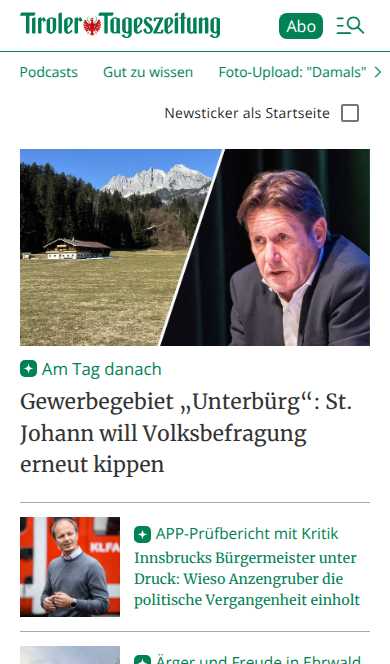 Tiroler Tageszeitung
Abo
Podcasts Gut zu wissen Foto-Upload: "Damals"
Newsticker als Startseite
Am Tag danach
Gewerbegebiet „Unterbürg“: St.
Johann will Volksbefragung
erneut kippen
KLFA
APP-Prüfbericht mit Kritik
Innsbrucks Bürgermeister unter
Druck: Wieso Anzengruber die
politische Vergangenheit einholt
Ärger und Freude in Ehrwald